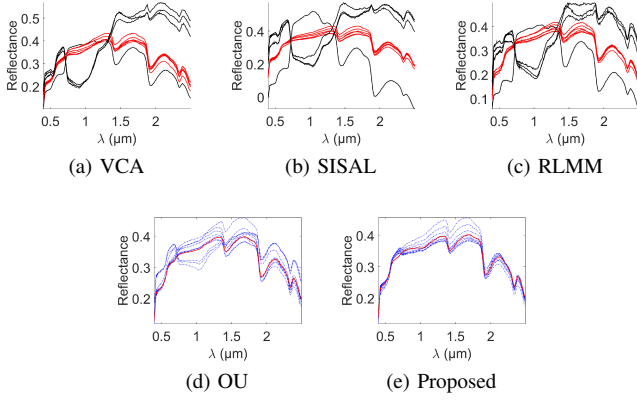 0.5
0.4
0.3
0.2
Reflectance
0.5 1 1.5 2
λ (μm)
(a) VCA
0.4
0.2
0
Reflectance
0.5 1 1.5 2
λ (μm)
(b) SISAL
0.4
0.3
0.2
0.1
Reflectance
0.5 1 1.5 2
λ (μm)
(c) RLMM
0.4
0.3
0.2
Reflectance
0.5 1 1.5 2
λ (μm)
(d) OU
0.4
0.3
0.2
Reflectance
0.5 1 1.5 2
λ (μm)
(e) Proposed